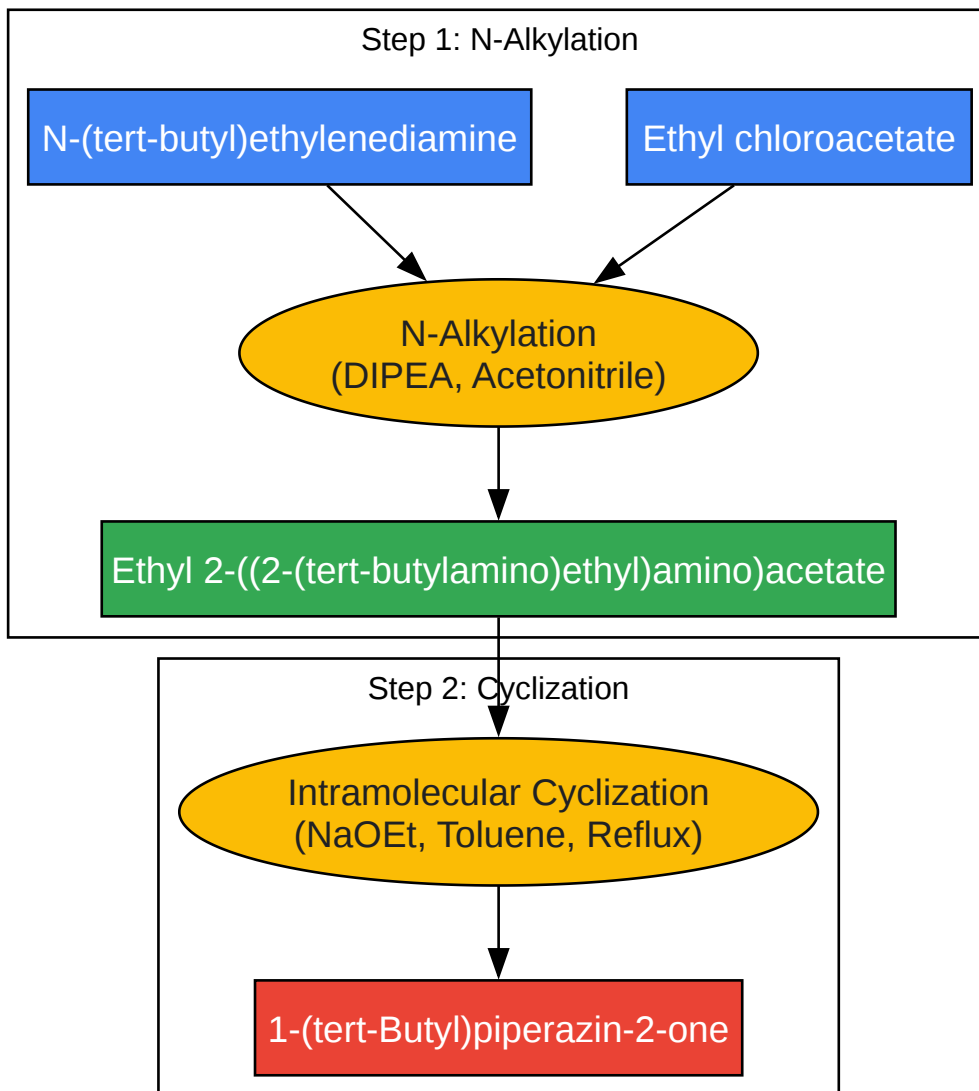 Step 1: N-Alkylation
N-(tert-butyl)ethylenediamine
Ethyl chloroacetate
N-Alkylation
(DIPEA, Acetonitrile)
Ethyl 2-((2-(tert-butylamino)ethyl)amino)acetate
Step 2: Cyclization
Intramolecular Cyclization
(NaOEt, Toluene, Reflux)
1-(tert-Butyl)piperazin-2-one